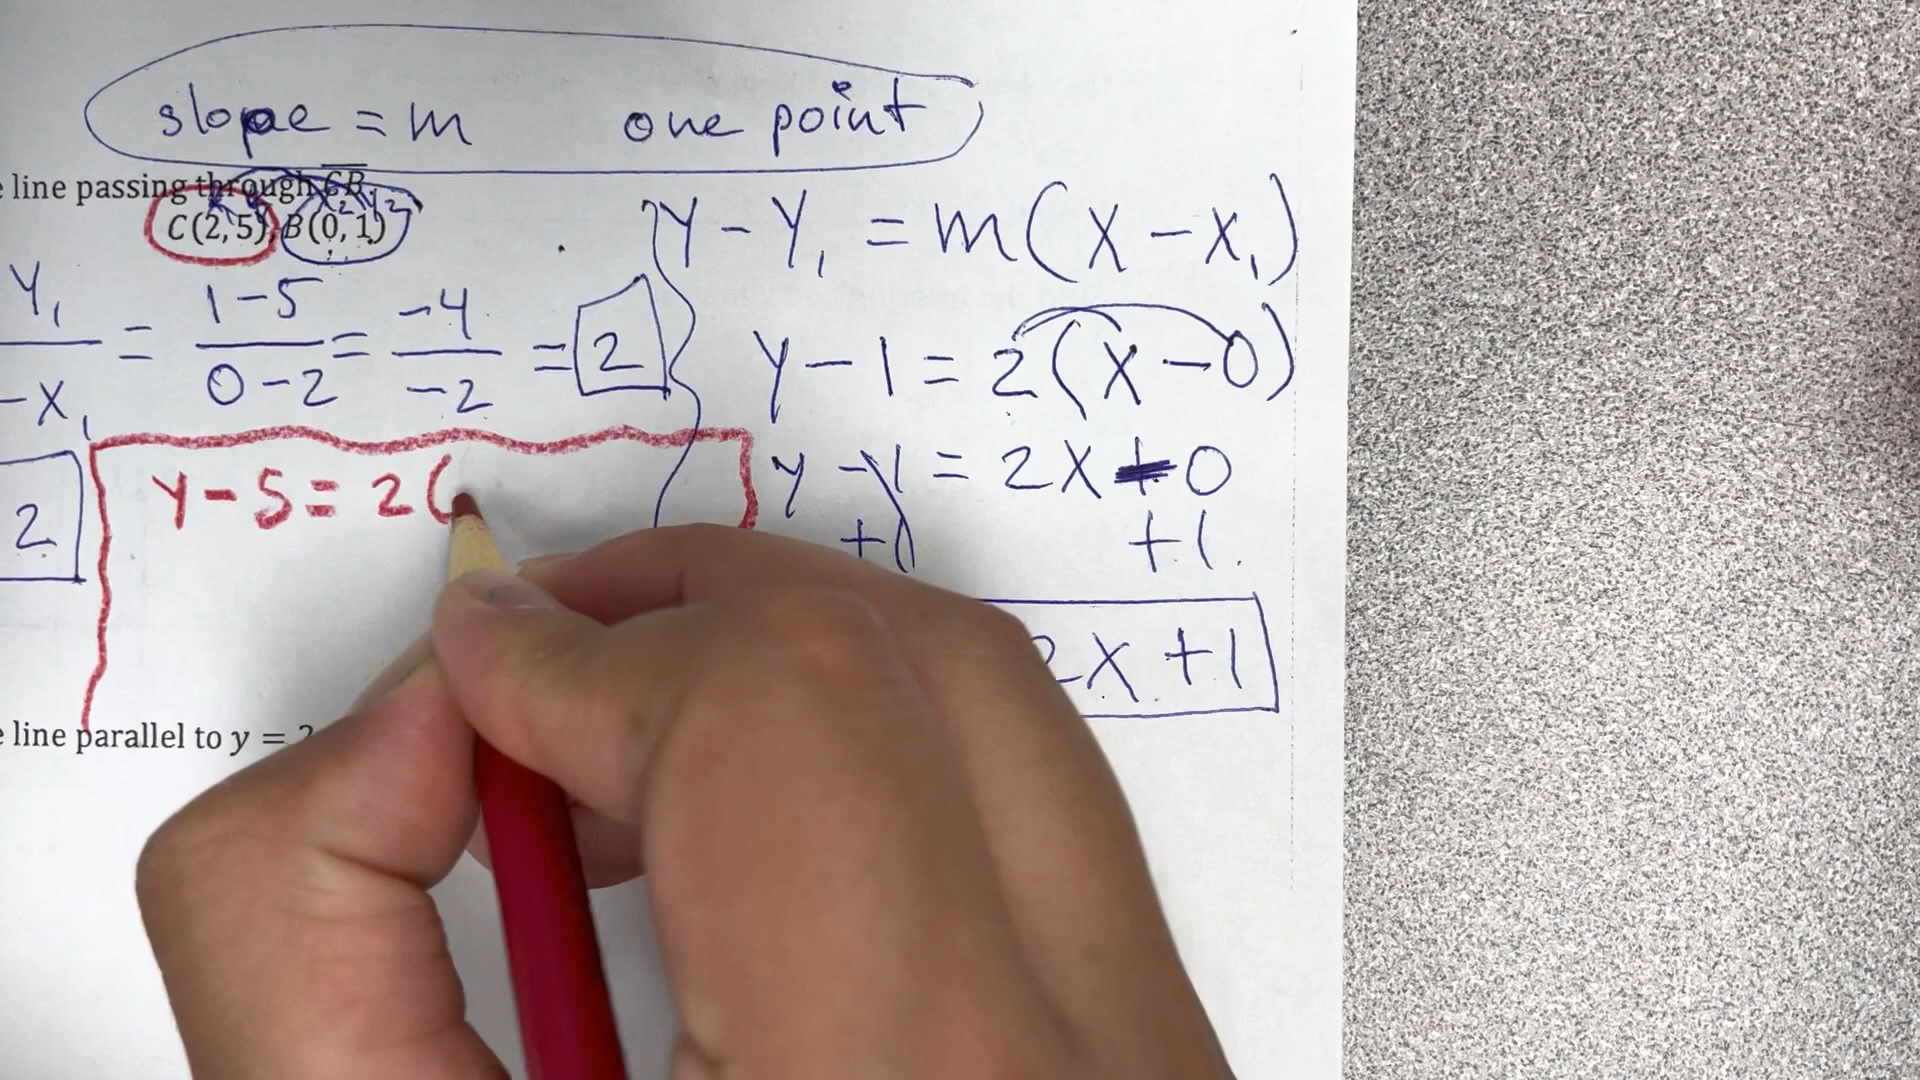 slope = m one point
line passing through CB.
C(2, 5), B(0, 1)
x₂ y₂
Y₁ / -X₁ = 1-5 / 0-2 = -4 / -2 = 2
Y - Y₁ = m(X - X₁)
y - 1 = 2(x - 0)
y - 1 = 2x 0
+1 +1
2
y - 5 = 2(
2x + 1
line parallel to y =